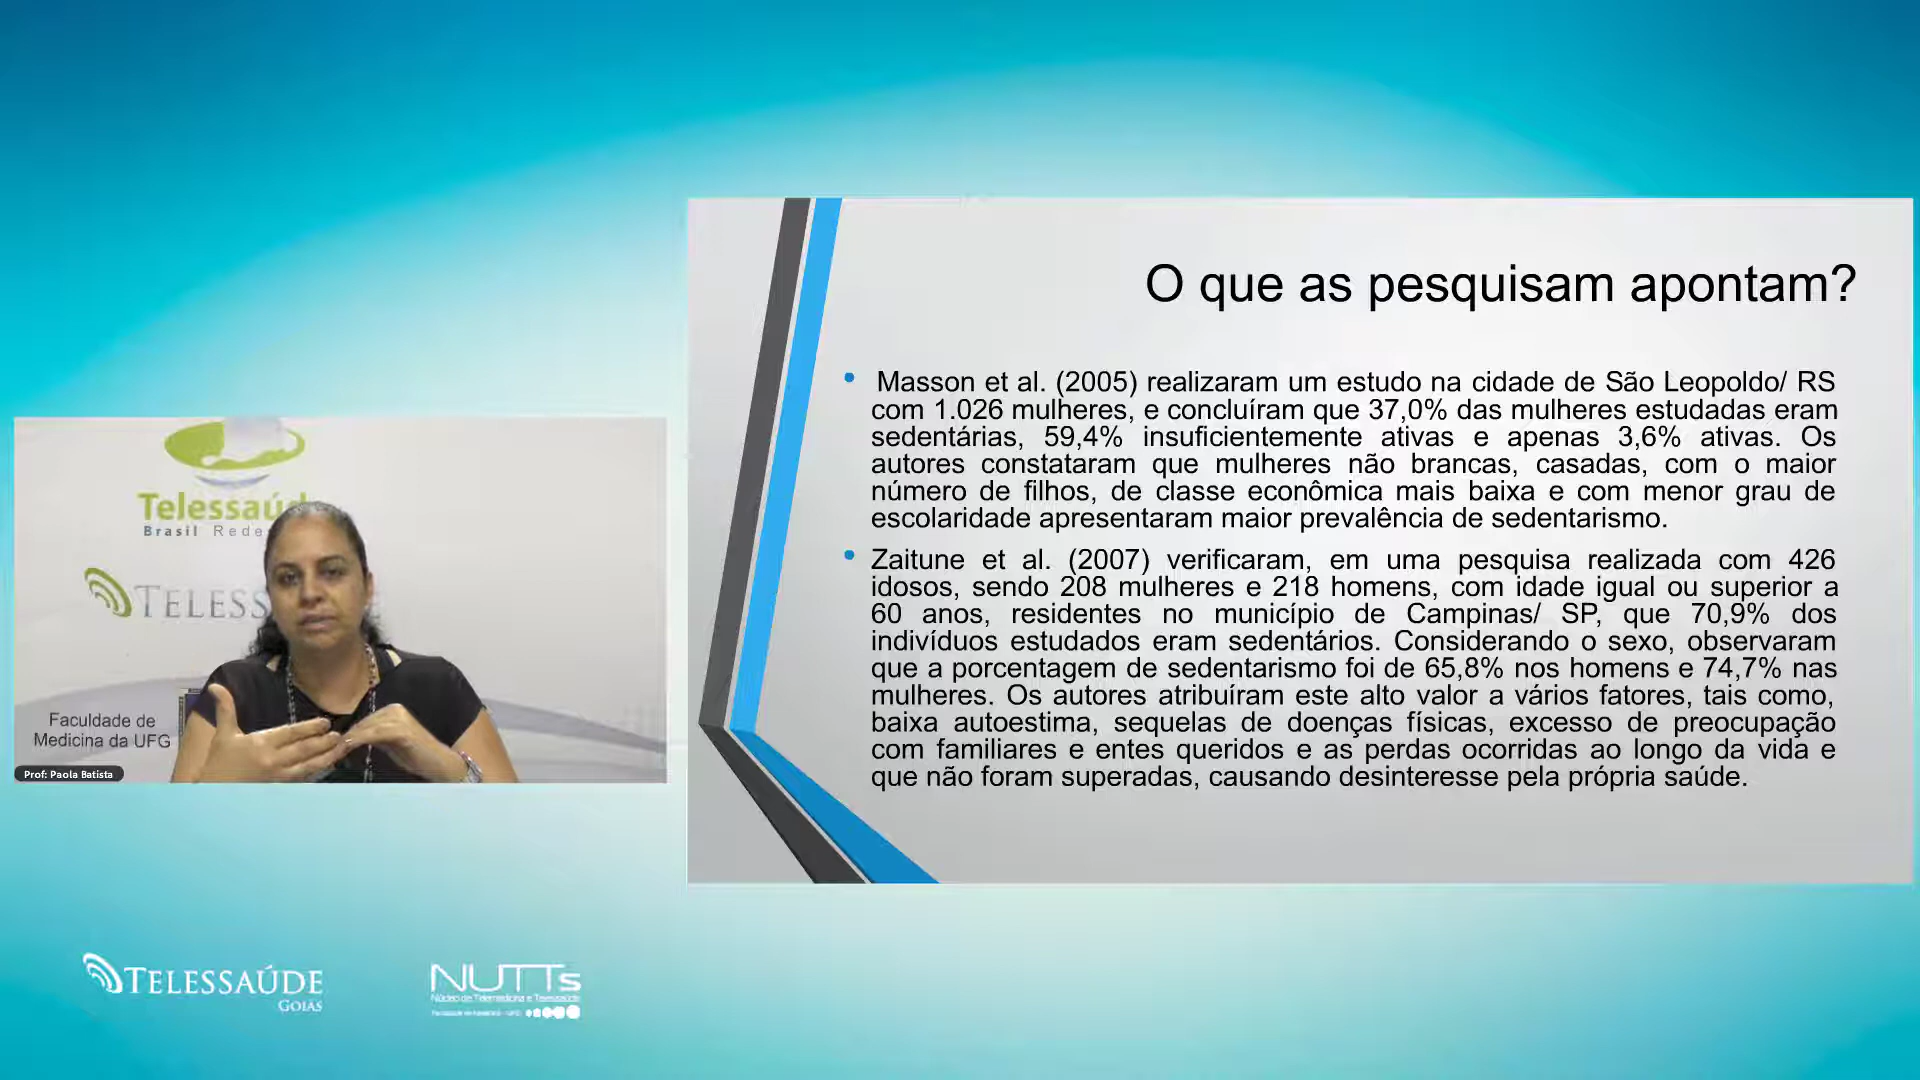 O que as pesquisam apontam?
• Masson et al. (2005) realizaram um estudo na cidade de São Leopoldo/ RS
com 1.026 mulheres, e concluíram que 37,0% das mulheres estudadas eram
sedentárias, 59,4% insuficientemente ativas e apenas 3,6% ativas. Os
autores constataram que mulheres não brancas, casadas, com o maior
número de filhos, de classe econômica mais baixa e com menor grau de
escolaridade apresentaram maior prevalência de sedentarismo.
• Zaitune et al. (2007) verificaram, em uma pesquisa realizada com 426
idosos, sendo 208 mulheres e 218 homens, com idade igual ou superior a
60 anos, residentes no município de Campinas/ SP, que 70,9% dos
indivíduos estudados eram sedentários. Considerando o sexo, observaram
que a porcentagem de sedentarismo foi de 65,8% nos homens e 74,7% nas
mulheres. Os autores atribuíram este alto valor a vários fatores, tais como,
baixa autoestima, sequelas de doenças físicas, excesso de preocupação
com familiares e entes queridos e as perdas ocorridas ao longo da vida e
que não foram superadas, causando desinteresse pela própria saúde.
Telessaúd
Brasil Rede
TELESS
Faculdade de
Medicina da UFG
Prof: Paola Batista
TELESSAÚDE
GOIÁS
NUTTs
Núcleo de Telemedicina e Telessaúde
Faculdade de Medicina - UFG